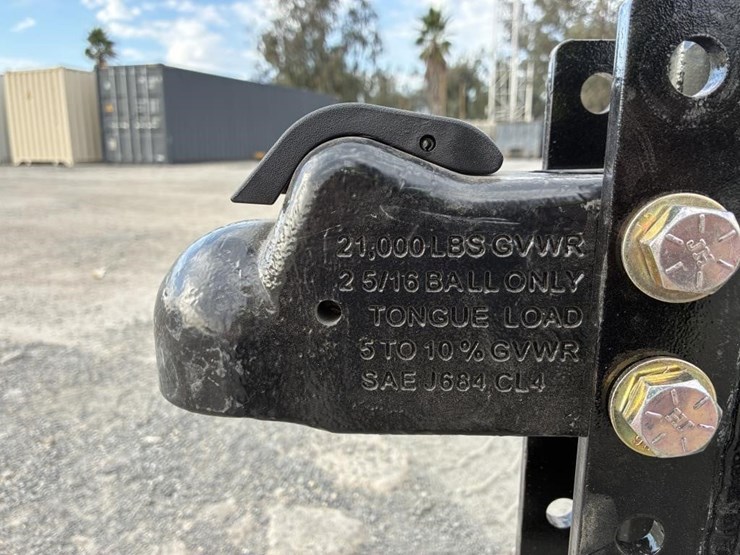 21,000 LBS GVWR
2 5/16 BALL ONLY
TONGUE LOAD
5 TO 10 % GVWR
SAE J684 CL4